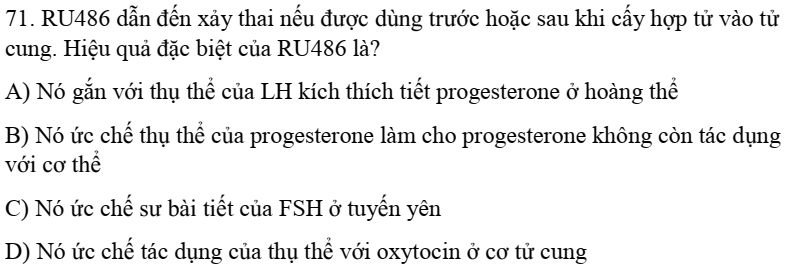 71. RU486 dẫn đến xảy thai nếu được dùng trước hoặc sau khi cấy hợp tử vào tử
cung. Hiệu quả đặc biệt của RU486 là?
A) Nó gắn với thụ thể của LH kích thích tiết progesterone ở hoàng thể
B) Nó ức chế thụ thể của progesterone làm cho progesterone không còn tác dụng
với cơ thể
C) Nó ức chế sư bài tiết của FSH ở tuyến yên
D) Nó ức chế tác dụng của thụ thể với oxytocin ở cơ tử cung